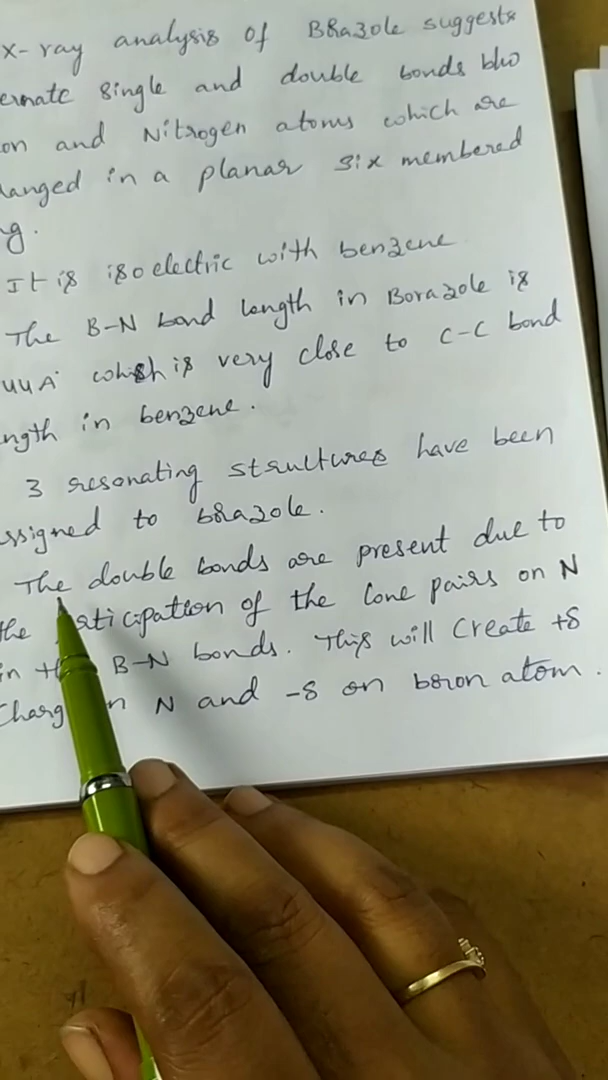 x-ray analysis of BRazole suggests
ernate single and double bonds b/w
on and Nitrogen atoms which are
anged in a planar six membered
g.
It is isoelectric with benzene
The B-N bond length in Borazole is
44A° which is very close to C-C bond
ngth in benzene.
3 resonating structures have been
ssigned to brazole.
The double bonds are present due to
the ticipation of the lone pairs on N
in B-N bonds. This will create +δ
Charg n N and -δ on boron atom.